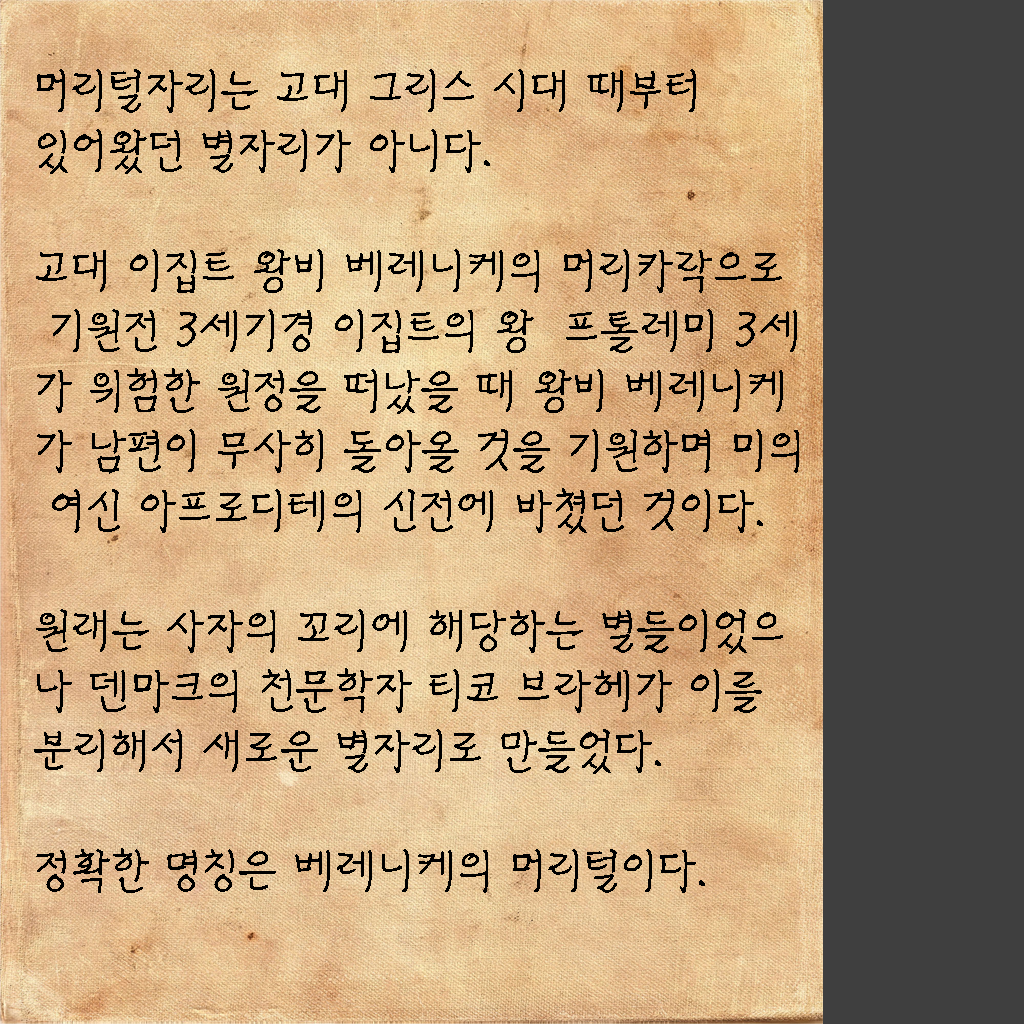 머리털자리는 고대 그리스 시대 때부터
있어왔던 별자리가 아니다.
고대 이집트 왕비 베레니케의 머리카락으로
기원전 3세기경 이집트의 왕 프톨레미 3세
가 위험한 원정을 떠났을 때 왕비 베레니케
가 남편이 무사히 돌아올 것을 기원하며 미의
여신 아프로디테의 신전에 바쳤던 것이다.
원래는 사자의 꼬리에 해당하는 별들이었으
나 덴마크의 천문학자 티코 브라헤가 이를
분리해서 새로운 별자리로 만들었다.
정확한 명칭은 베레니케의 머리털이다.